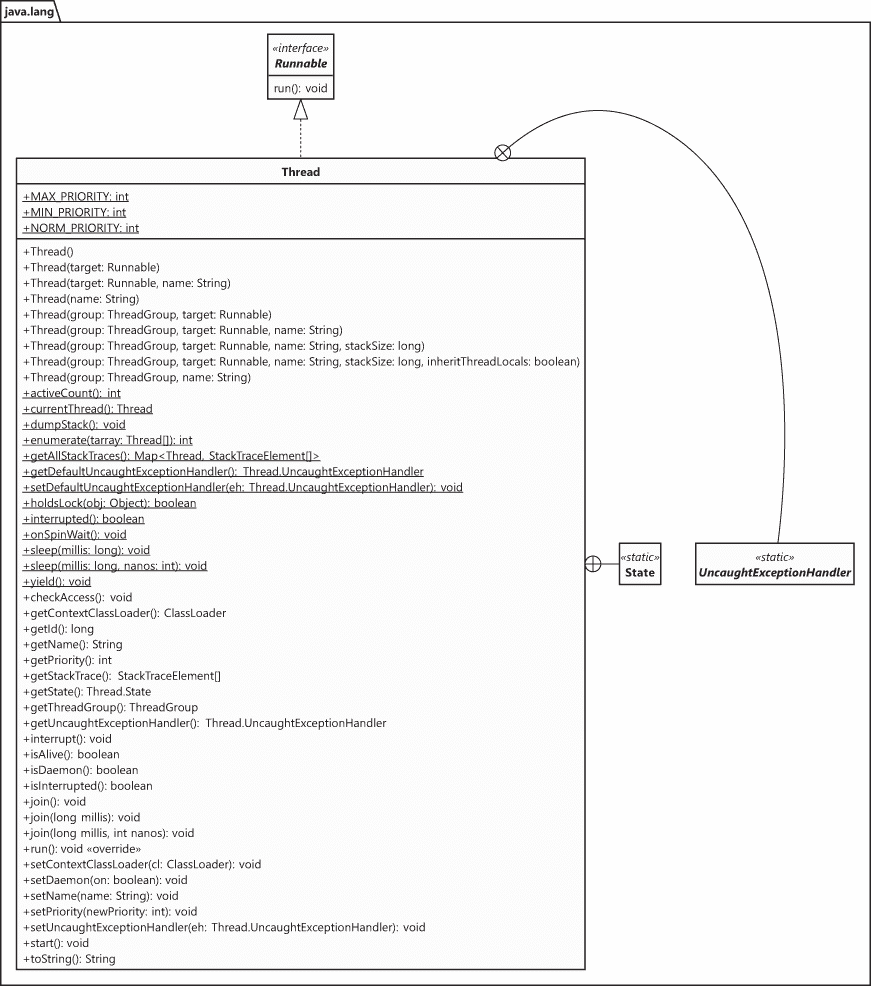 java.lang
«interface»
Runnable
run(): void
Thread
+MAX_PRIORITY: int
+MIN_PRIORITY: int
+NORM_PRIORITY: int
+Thread()
+Thread(target: Runnable)
+Thread(target: Runnable, name: String)
+Thread(name: String)
+Thread(group: ThreadGroup, target: Runnable)
+Thread(group: ThreadGroup, target: Runnable, name: String)
+Thread(group: ThreadGroup, target: Runnable, name: String, stackSize: long)
+Thread(group: ThreadGroup, target: Runnable, name: String, stackSize: long, inheritThreadLocals: boolean)
+Thread(group: ThreadGroup, name: String)
+activeCount(): int
+currentThread(): Thread
+dumpStack(): void
+enumerate(tarray: Thread[]): int
+getAllStackTraces(): Map<Thread, StackTraceElement[]>
+getDefaultUncaughtExceptionHandler(): Thread.UncaughtExceptionHandler
+setDefaultUncaughtExceptionHandler(eh: Thread.UncaughtExceptionHandler): void
+holdsLock(obj: Object): boolean
+interrupted(): boolean
+onSpinWait(): void
+sleep(millis: long): void
+sleep(millis: long, nanos: int): void
+yield(): void
+checkAccess(): void
+getContextClassLoader(): ClassLoader
+getId(): long
+getName(): String
+getPriority(): int
+getStackTrace(): StackTraceElement[]
+getState(): Thread.State
+getThreadGroup(): ThreadGroup
+getUncaughtExceptionHandler(): Thread.UncaughtExceptionHandler
+interrupt(): void
+isAlive(): boolean
+isDaemon(): boolean
+isInterrupted(): boolean
+join(): void
+join(long millis): void
+join(long millis, int nanos): void
+run(): void «override»
+setContextClassLoader(cl: ClassLoader): void
+setDaemon(on: boolean): void
+setName(name: String): void
+setPriority(newPriority: int): void
+setUncaughtExceptionHandler(eh: Thread.UncaughtExceptionHandler): void
+start(): void
+toString(): String
«static»
State
«static»
UncaughtExceptionHandler